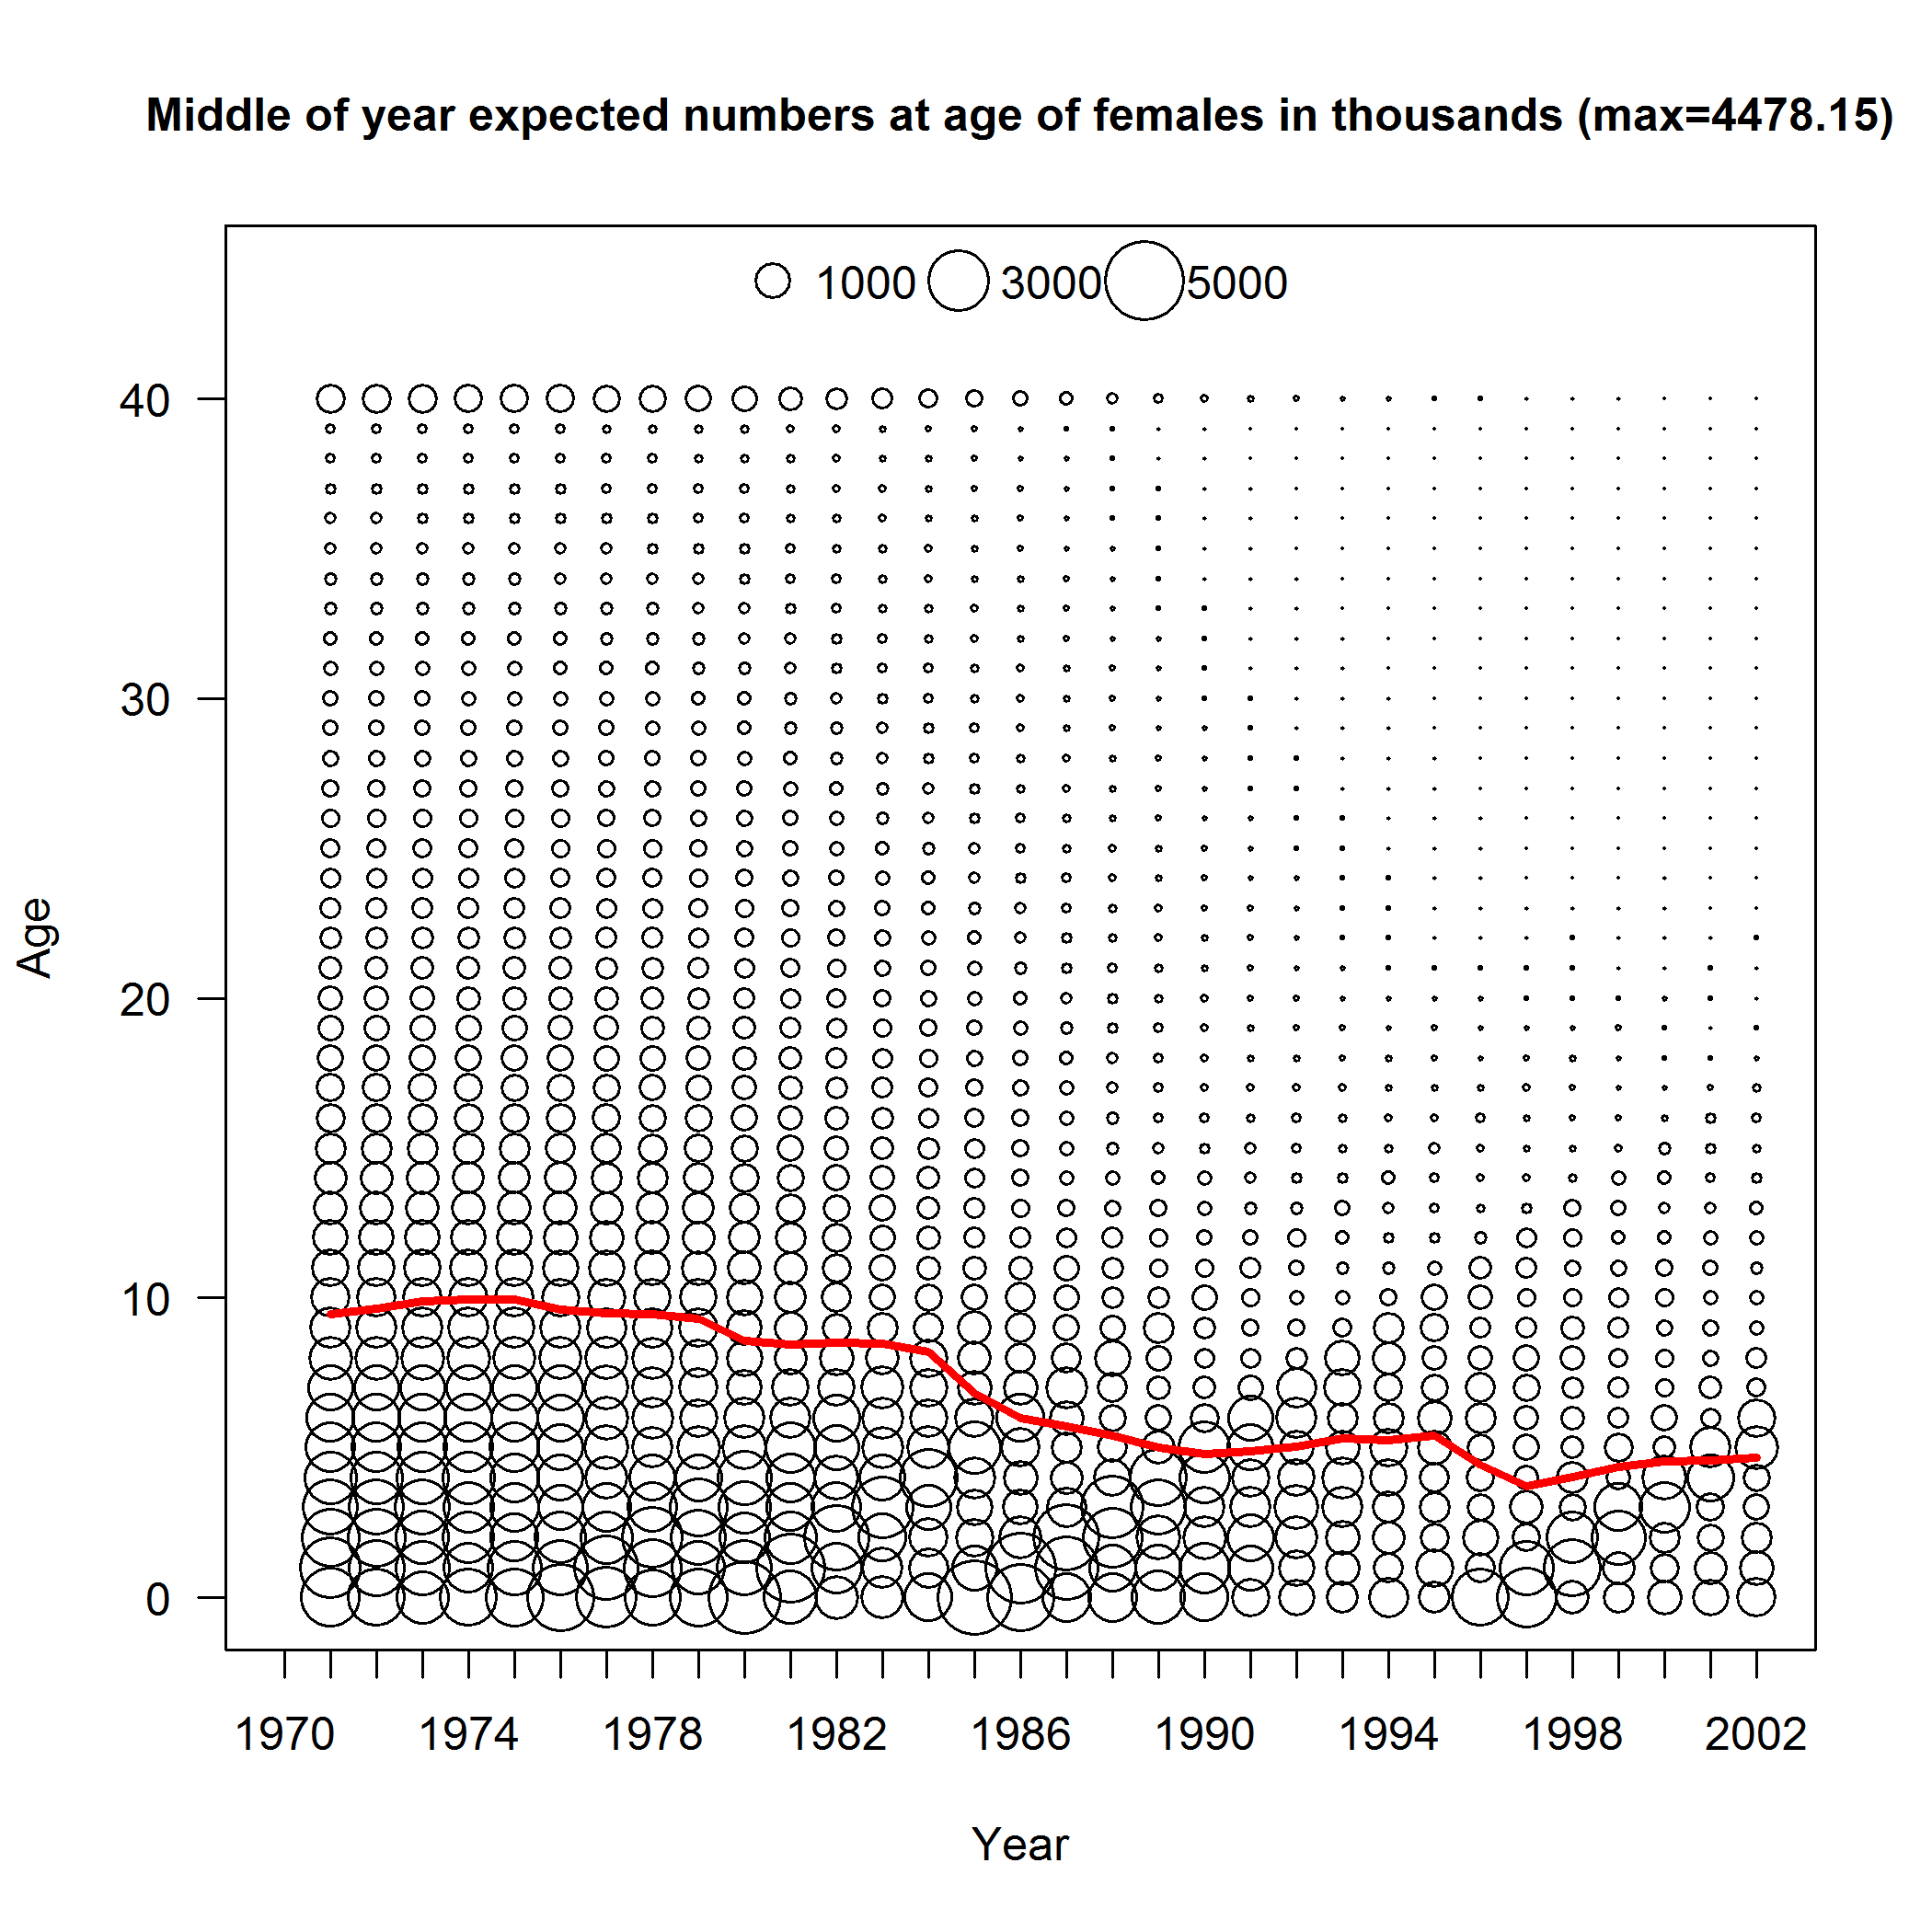 Middle of year expected numbers at age of females in thousands (max=4478.15)
1000 3000 5000
40
30
20
10
0
Age
1970 1974 1978 1982 1986 1990 1994 1998 2002
Year